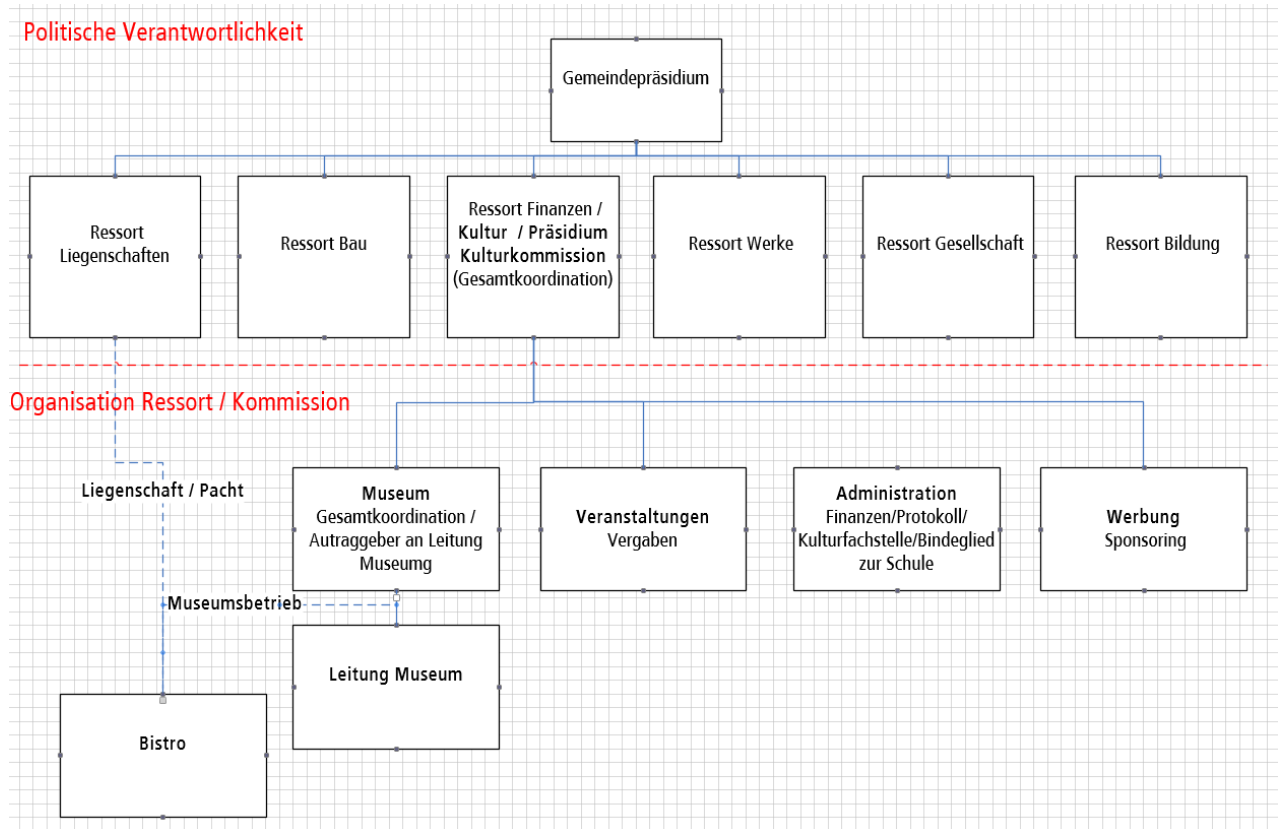 Politische Verantwortlichkeit
Gemeindepräsidium
Ressort
Liegenschaften
Ressort Bau
Ressort Finanzen /
Kultur / Präsidium
Kulturkommission
(Gesamtkoordination)
Ressort Werke
Ressort Gesellschaft
Ressort Bildung
Organisation Ressort / Kommission
Liegenschaft / Pacht
Museum
Gesamtkoordination /
Autraggeber an Leitung
Museumg
Veranstaltungen
Vergaben
Administration
Finanzen/Protokoll/
Kulturfachstelle/Bindeglied
zur Schule
Werbung
Sponsoring
Museumsbetrieb
Leitung Museum
Bistro